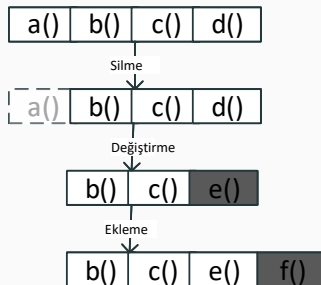 a() b() c() d()
Silme
a() b() c() d()
Değiştirme
b() c() e()
Ekleme
b() c() e() f()